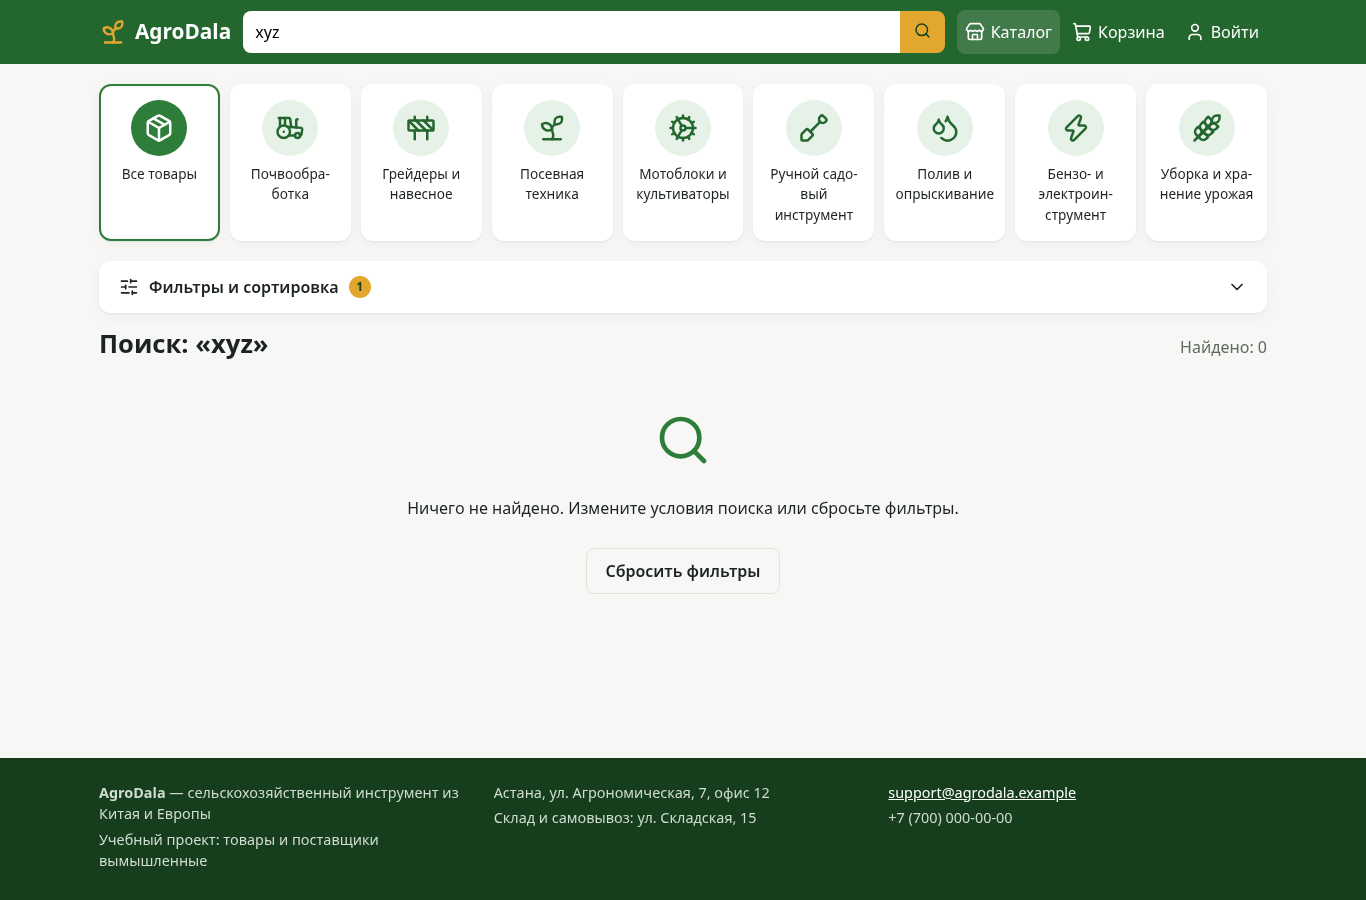 AgroDala
xyz
Каталог
Корзина
Войти
Все товары
Почвообра-
ботка
Грейдеры и
навесное
Посевная
техника
Мотоблоки и
культиваторы
Ручной садо-
вый
инструмент
Полив и
опрыскивание
Бензо- и
электроин-
струмент
Уборка и хра-
нение урожая
Фильтры и сортировка 1
Поиск: «xyz»
Найдено: 0
Ничего не найдено. Измените условия поиска или сбросьте фильтры.
Сбросить фильтры
AgroDala — сельскохозяйственный инструмент из
Китая и Европы
Учебный проект: товары и поставщики
вымышленные
Астана, ул. Агрономическая, 7, офис 12
Склад и самовывоз: ул. Складская, 15
support@agrodala.example
+7 (700) 000-00-00